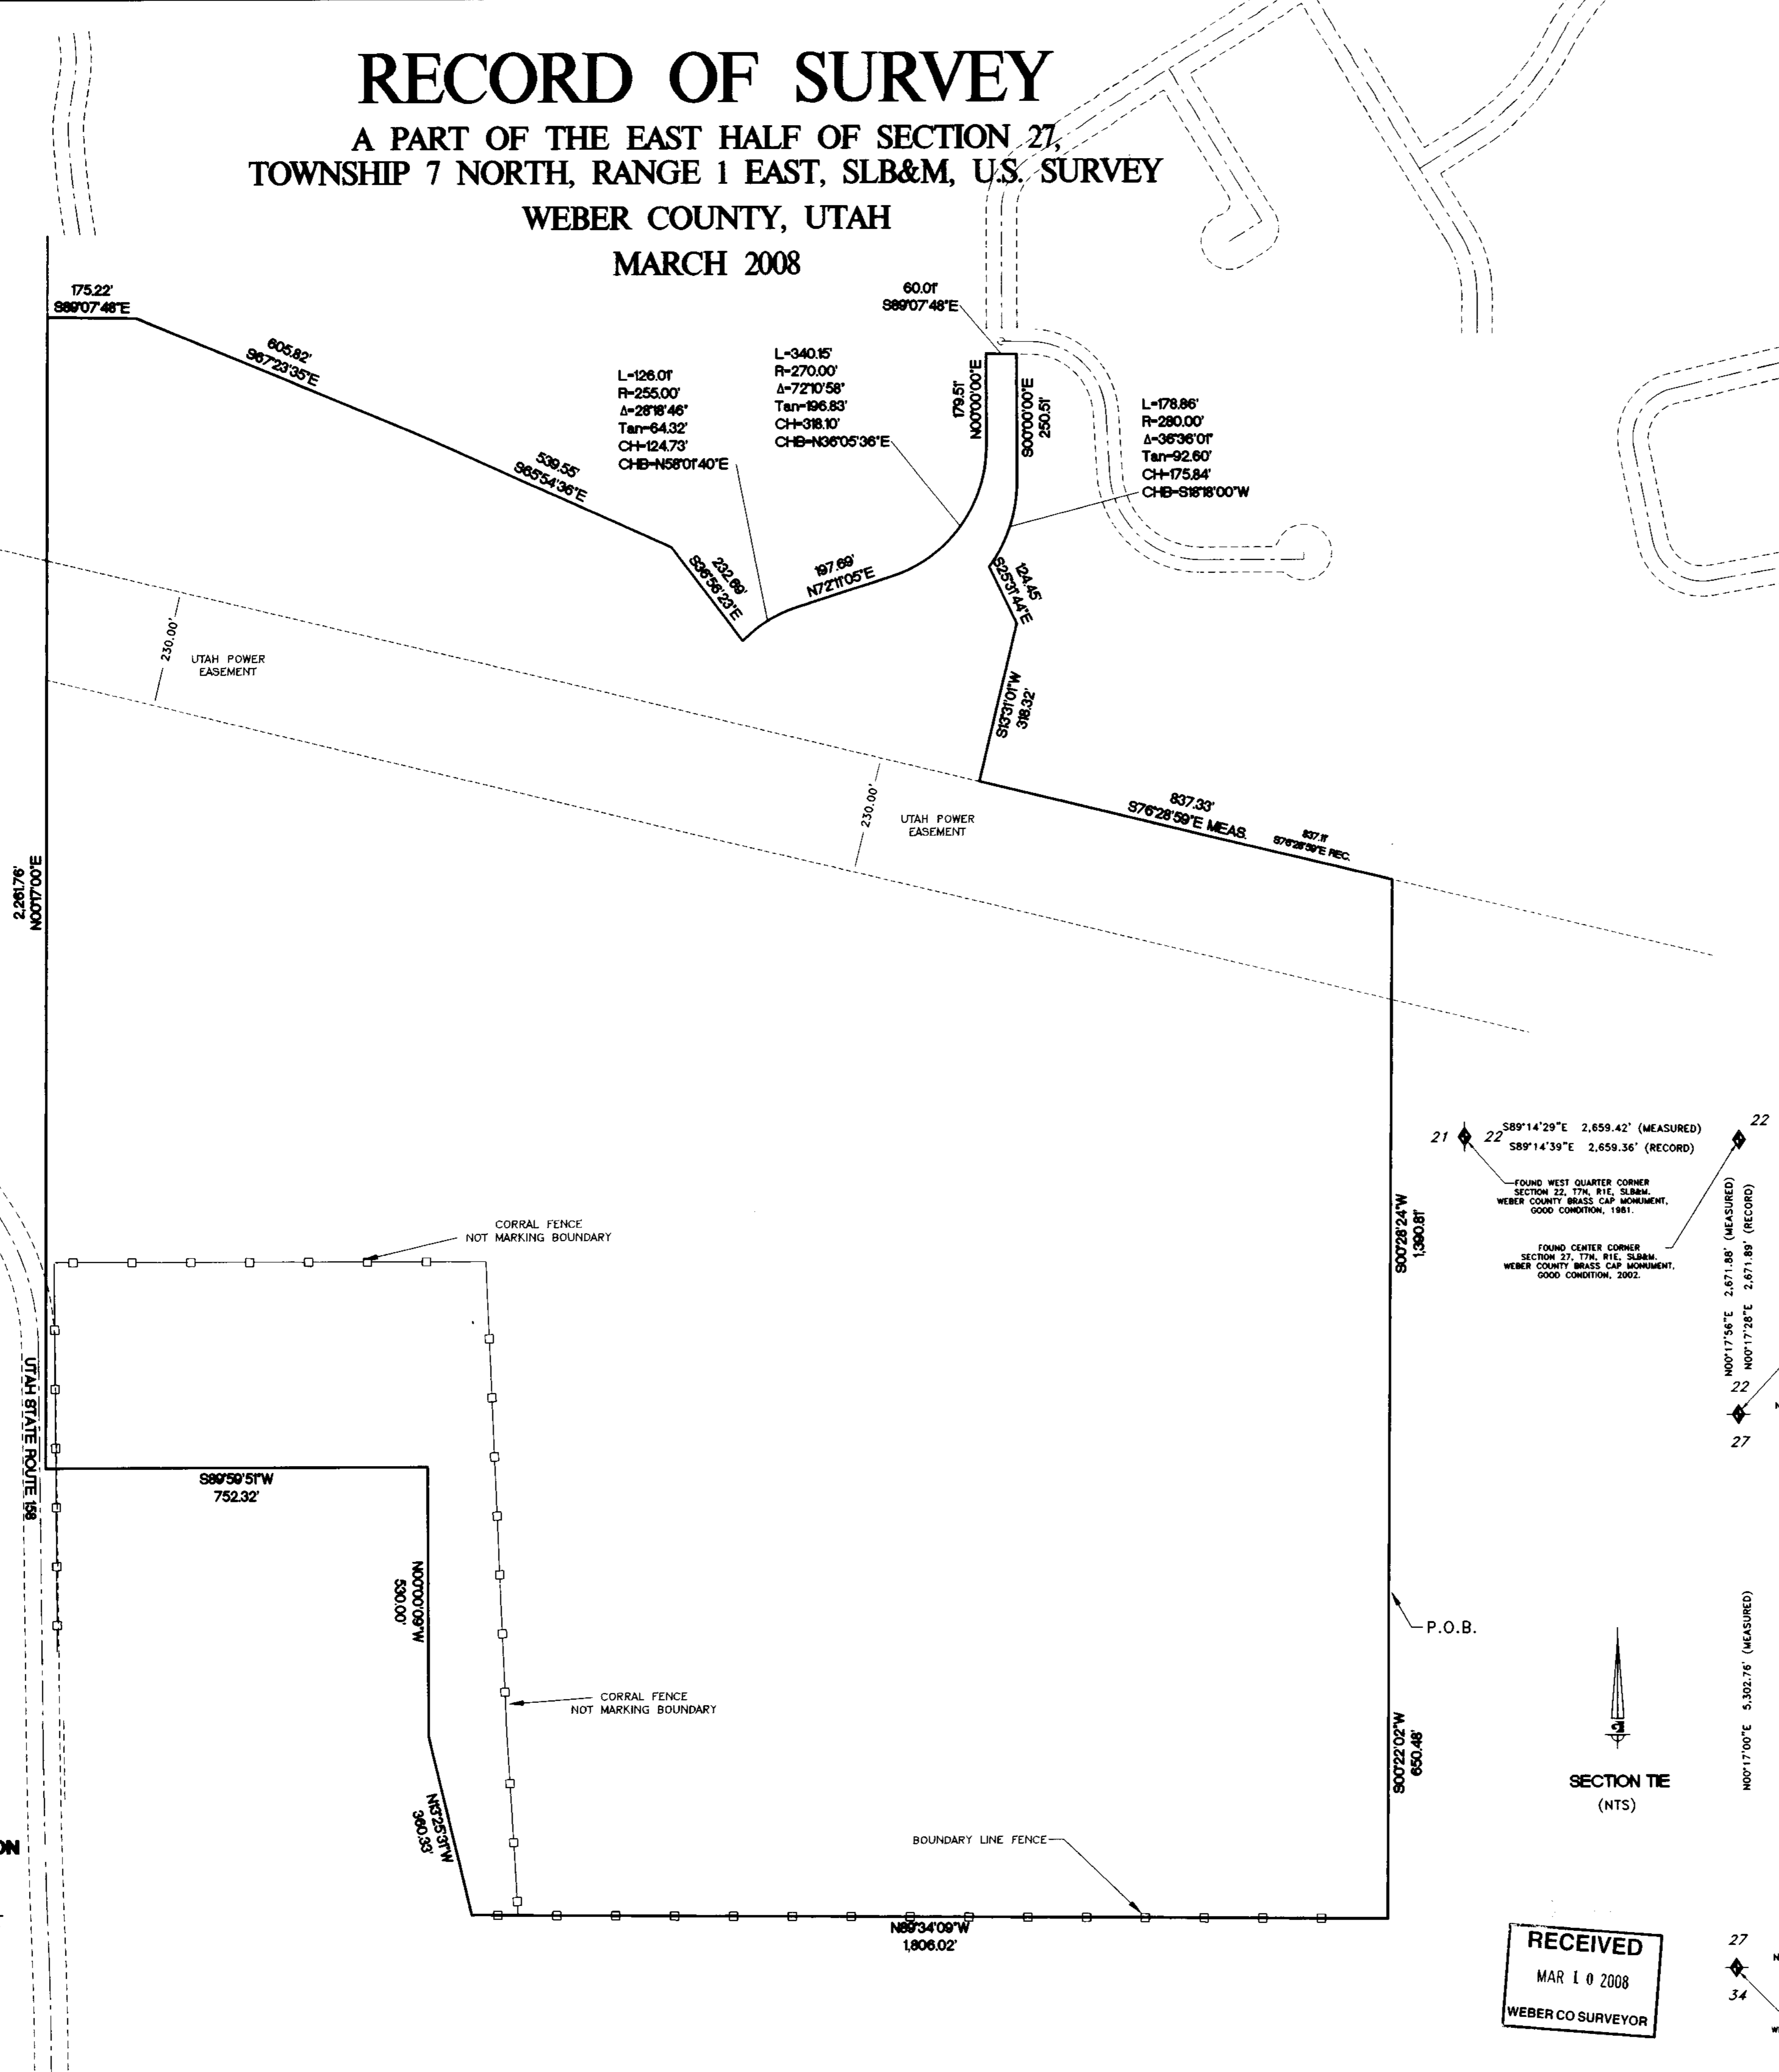 RECORD OF SURVEY
A PART OF THE EAST HALF OF SECTION 27,
TOWNSHIP 7 NORTH, RANGE 1 EAST, SLB&M, U.S. SURVEY
WEBER COUNTY, UTAH
MARCH 2008
175.22'
S89°07'48"E
605.82'
S67°23'35"E
539.55'
S65°54'36"E
L=126.01'
R=255.00'
Δ=28°18'46"
Tan=64.32'
CH=124.73'
CHB=N58°01'40"E
L=340.15'
R=270.00'
Δ=72°10'58"
Tan=196.83'
CH=318.10'
CHB=N36°05'36"E
60.01'
S89°07'48"E
179.51'
N00°00'00"E
S00°00'00"E
250.51'
L=178.86'
R=280.00'
Δ=36°36'01"
Tan=92.60'
CH=175.84'
CHB=S18°18'00"W
232.69'
S36°56'23"E
197.69'
N72°11'05"E
124.45'
S25°31'44"E
S13°31'01"W
318.32'
230.00'
UTAH POWER
EASEMENT
230.00'
UTAH POWER
EASEMENT
837.33'
S76°28'59"E MEAS.
837.11'
S76°28'59"E REC.
2,261.76'
N00°17'00"E
21
22
S89°14'29"E 2,659.42' (MEASURED)
S89°14'39"E 2,659.36' (RECORD)
22
FOUND WEST QUARTER CORNER
SECTION 22, T7N, R1E, SLB&M.
WEBER COUNTY BRASS CAP MONUMENT,
GOOD CONDITION, 1981.
FOUND CENTER CORNER
SECTION 27, T7N, R1E, SLB&M.
WEBER COUNTY BRASS CAP MONUMENT,
GOOD CONDITION, 2002.
N00°17'56"E 2,671.88' (MEASURED)
N00°17'28"E 2,671.89' (RECORD)
22
27
S00°28'24"W
1,390.81'
CORRAL FENCE
NOT MARKING BOUNDARY
UTAH STATE ROUTE 158
S89°59'51"W
752.32'
N00°00'09"W
530.00'
CORRAL FENCE
NOT MARKING BOUNDARY
P.O.B.
N00°17'00"E 5,302.76' (MEASURED)
S00°22'02"W
650.48'
SECTION TIE
(NTS)
N13°25'31"W
360.33'
BOUNDARY LINE FENCE
N89°34'09"W
1,806.02'
RECEIVED
MAR 10 2008
WEBER CO SURVEYOR
27
34